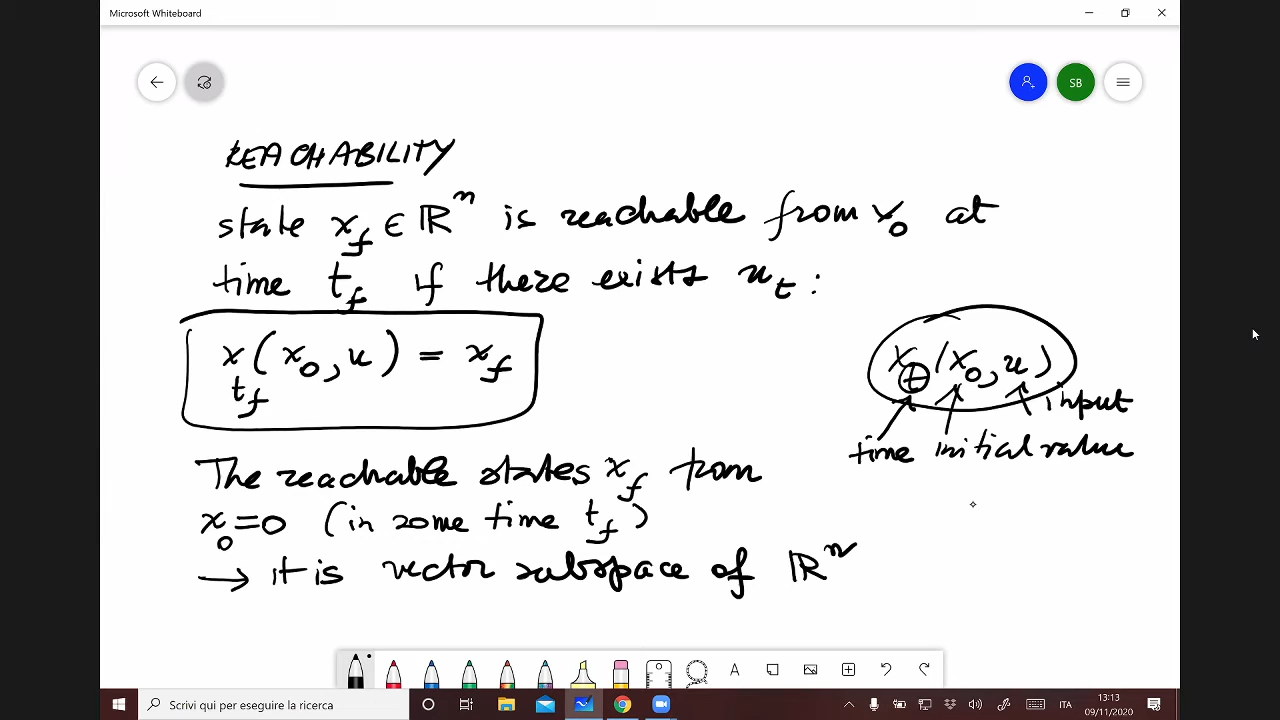 Microsoft Whiteboard
SB
REACHABILITY
state x_f ∈ ℝ^n is reachable from x_0 at
time t_f if there exists u_t :
x_{t_f}(x_0, u) = x_f
x_t(x_0, u)
input
time initial value
The reachable states x_f from
x_0 = 0 (in some time t_f)
→ it is vector subspace of ℝ^n
A
Scrivi qui per eseguire la ricerca
ITA
13:13
09/11/2020